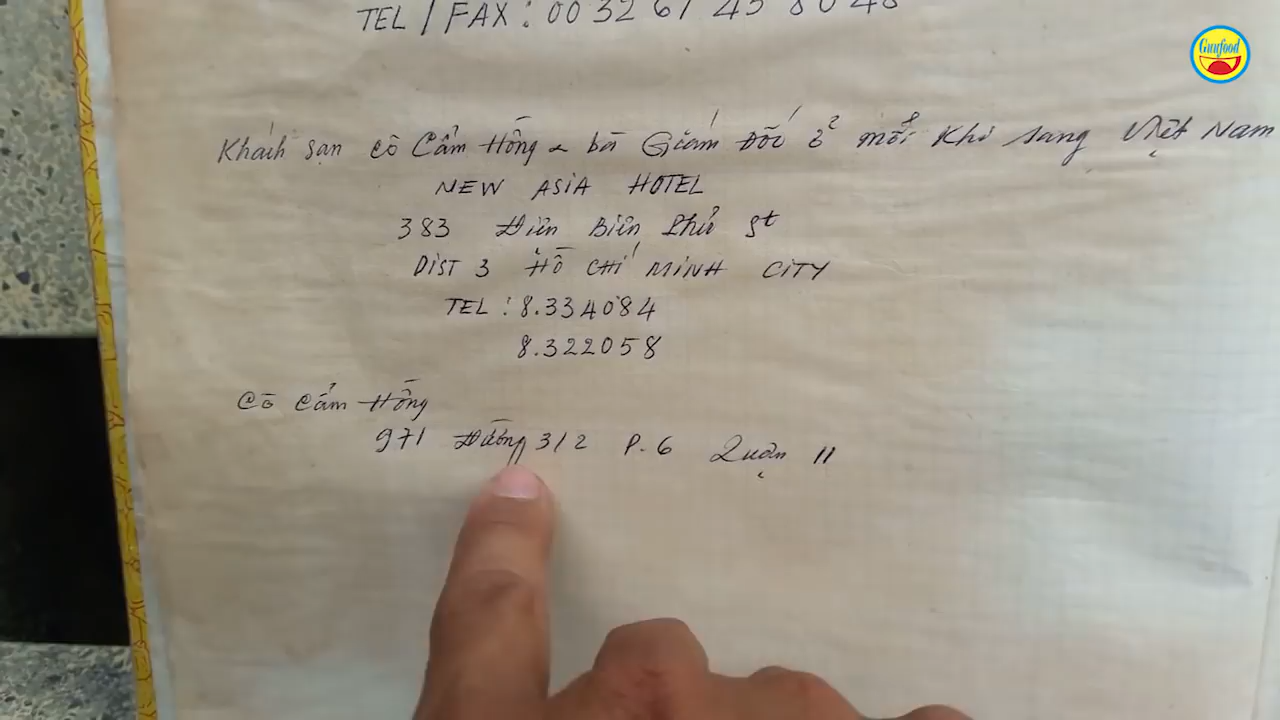 TEL / FAX : 00 32 67 45 80 48
Guufood
Khách sạn cô Cẩm Hồng & bà Giám Đốc ở mỗi khi sang Việt Nam
NEW ASIA HOTEL
383 Điện Biên Phủ St
DIST 3 HỒ CHÍ MINH CITY
TEL : 8.334084
8.322058
Cô Cẩm Hồng
971 Đường 3/2 P. 6 Quận 11